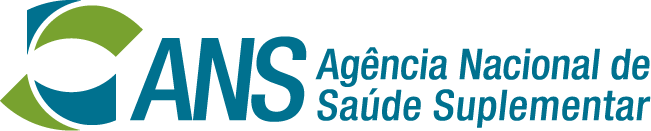 ANS
Agência Nacional de
Saúde Suplementar